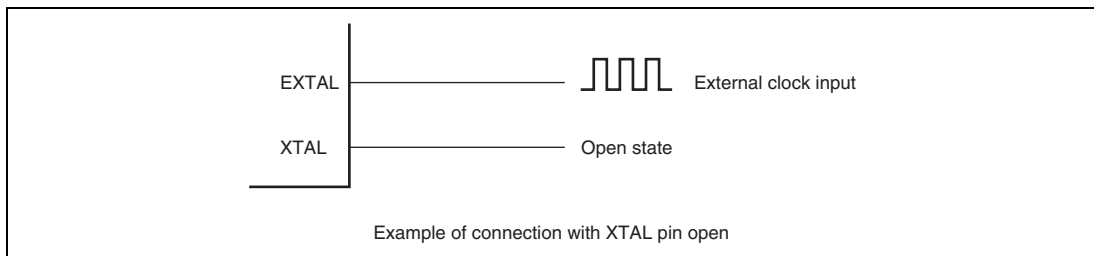 EXTAL External clock input
XTAL Open state
Example of connection with XTAL pin open